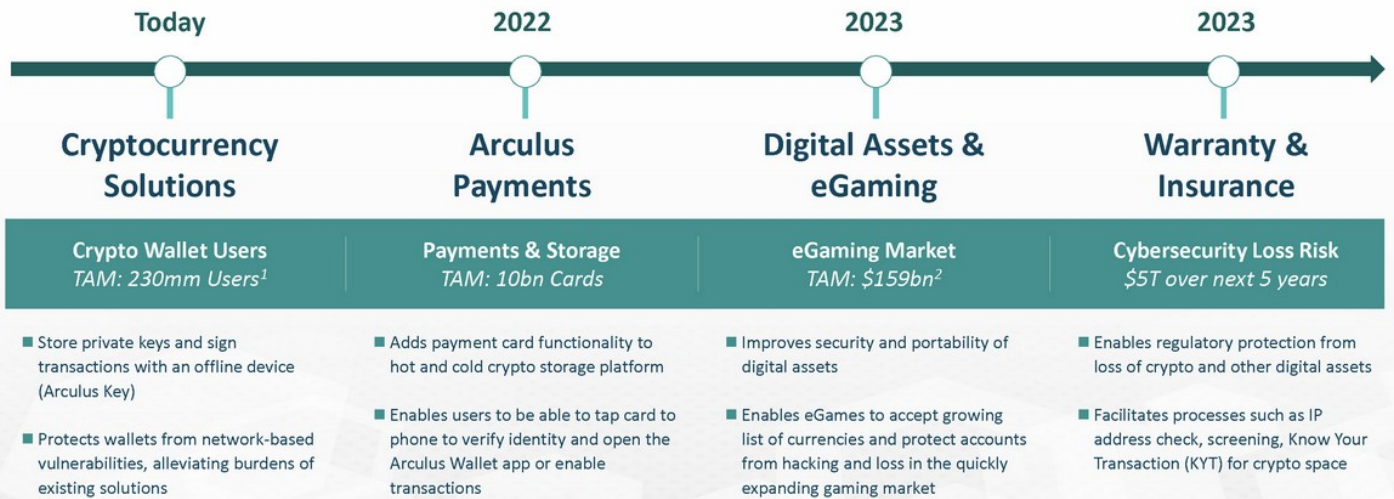 Today
2022
2023
2023
Cryptocurrency
Solutions
Arculus
Payments
Digital Assets &
eGaming
Warranty &
Insurance
Crypto Wallet Users
TAM: 230mm Users1
Payments & Storage
TAM: 10bn Cards
eGaming Market
TAM: $159bn2
Cybersecurity Loss Risk
$5T over next 5 years
■ Store private keys and sign
transactions with an offline device
(Arculus Key)
■ Protects wallets from network-based
vulnerabilities, alleviating burdens of
existing solutions
■ Adds payment card functionality to
hot and cold crypto storage platform
■ Enables users to be able to tap card to
phone to verify identity and open the
Arculus Wallet app or enable
transactions
■ Improves security and portability of
digital assets
■ Enables eGames to accept growing
list of currencies and protect accounts
from hacking and loss in the quickly
expanding gaming market
■ Enables regulatory protection from
loss of crypto and other digital assets
■ Facilitates processes such as IP
address check, screening, Know Your
Transaction (KYT) for crypto space